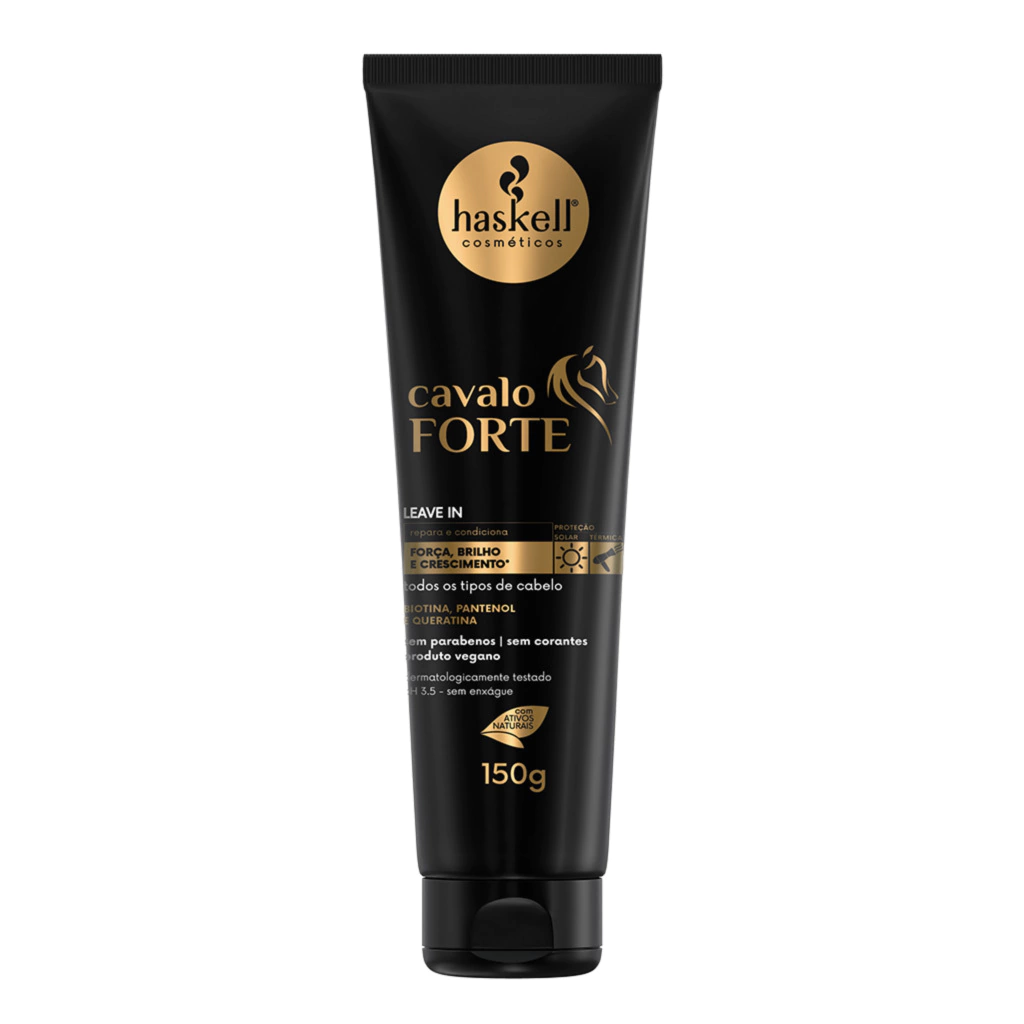 haskell®
cosméticos
cavalo
FORTE
LEAVE IN
repara e condiciona
PROTEÇÃO
SOLAR TÉRMICA
FORÇA, BRILHO
E CRESCIMENTO*
todos os tipos de cabelo
BIOTINA, PANTENOL
E QUERATINA
sem parabenos | sem corantes
produto vegano
dermatologicamente testado
pH 3.5 - sem enxágue
com
ATIVOS
NATURAIS
150g